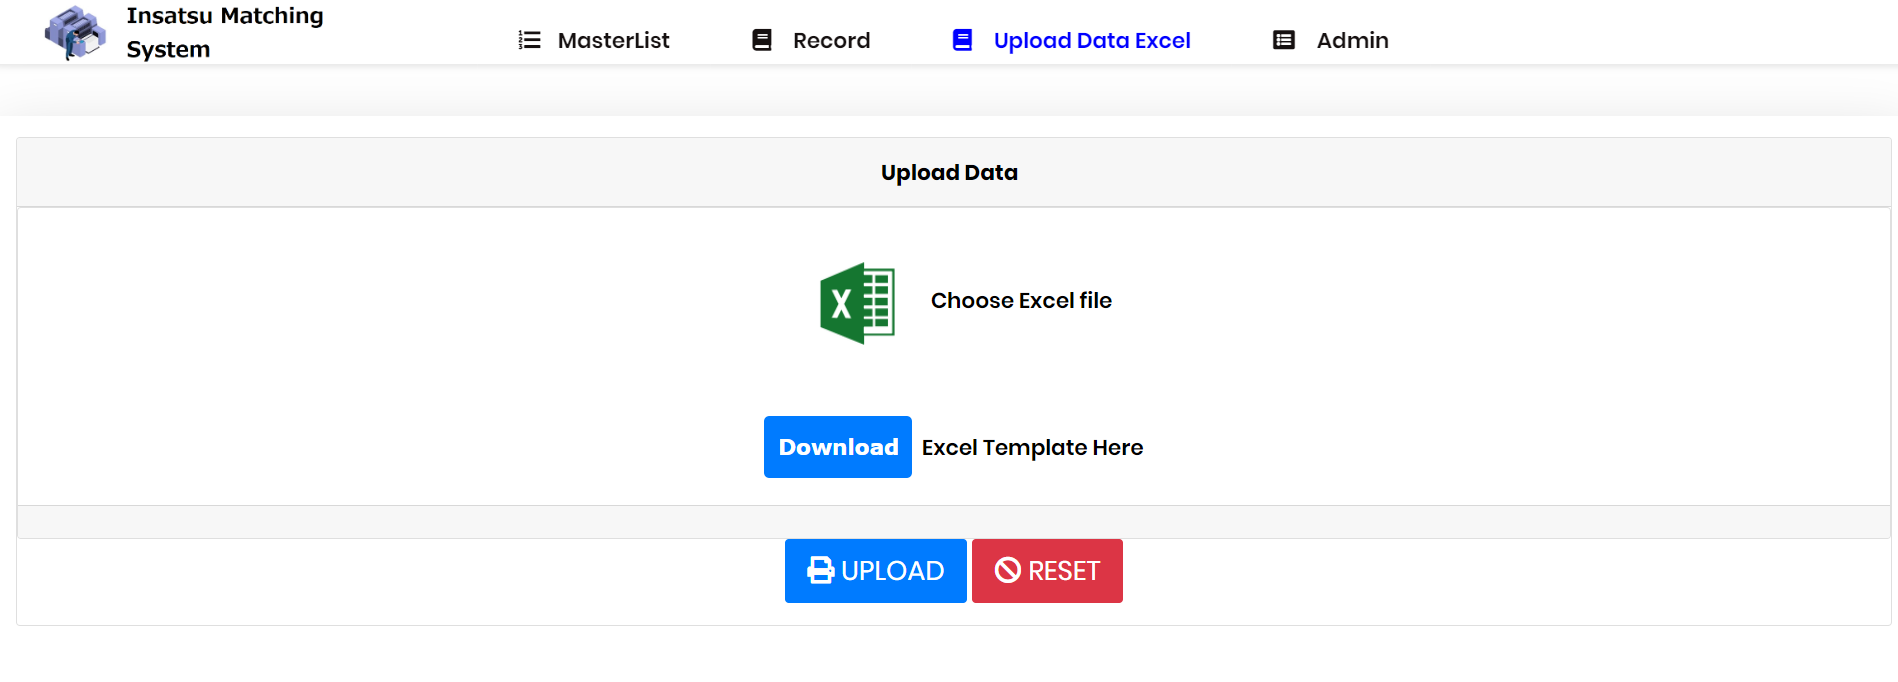 Insatsu Matching
System
MasterList
Record
Upload Data Excel
Admin
Upload Data
X
Choose Excel file
Download Excel Template Here
UPLOAD
RESET